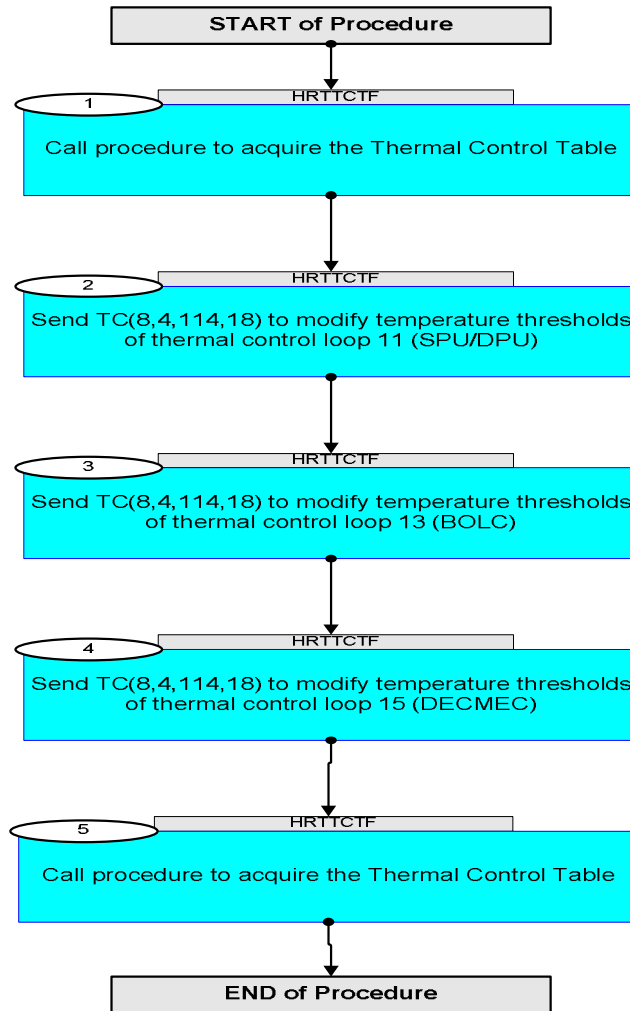 START of Procedure
HRTTCTF
1
Call procedure to acquire the Thermal Control Table
HRTTCTF
2
Send TC(8,4,114,18) to modify temperature thresholds
of thermal control loop 11 (SPU/DPU)
HRTTCTF
3
Send TC(8,4,114,18) to modify temperature thresholds
of thermal control loop 13 (BOLC)
HRTTCTF
4
Send TC(8,4,114,18) to modify temperature thresholds
of thermal control loop 15 (DECMEC)
HRTTCTF
5
Call procedure to acquire the Thermal Control Table
END of Procedure